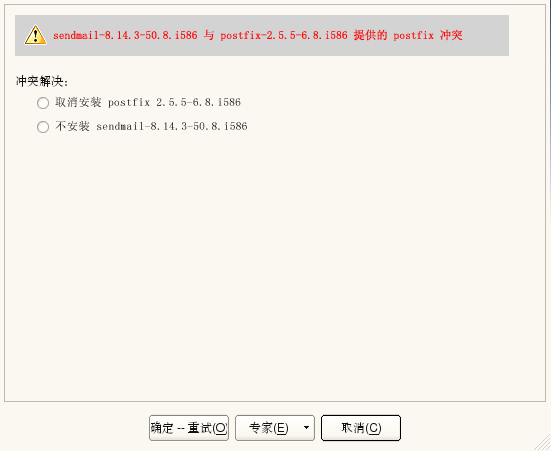 sendmail-8.14.3-50.8.i586 与 postfix-2.5.5-6.8.i586 提供的 postfix 冲突
冲突解决:
取消安装 postfix 2.5.5-6.8.i586
不安装 sendmail-8.14.3-50.8.i586
确定 -- 重试(O) 专家(E) 取消(C)